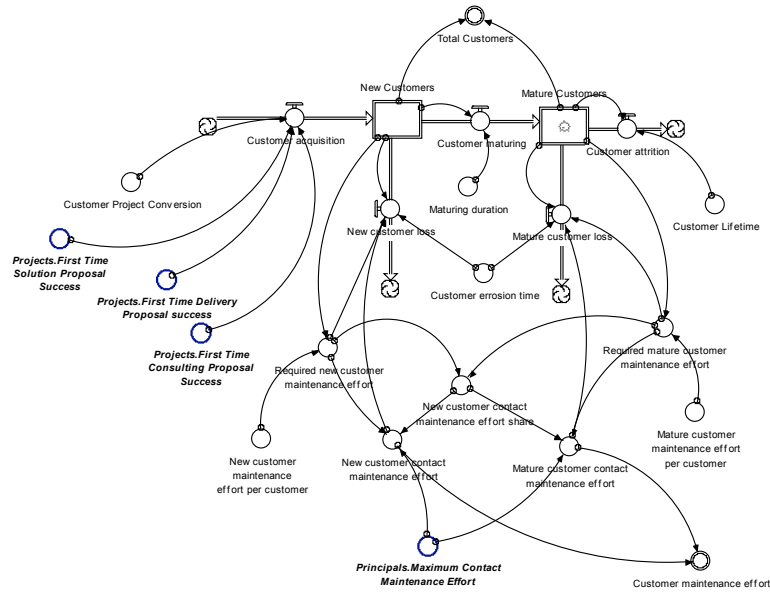 Total Customers
New Customers
Mature Customers
Customer acquisition
Customer maturing
Customer attrition
Customer Project Conversion
Maturing duration
Customer Lifetime
New customer loss
Mature customer loss
Projects.First Time
Solution Proposal
Success
Customer errosion time
Projects.First Time Delivery
Proposal success
Projects.First Time
Consulting Proposal
Success
Required new customer
maintenance effort
Required mature customer
maintenance effort
New customer contact
maintenance effort share
New customer
maintenance
effort per customer
New customer contact
maintenance effort
Mature customer contact
maintenance effort
Mature customer
maintenance effort
per customer
Principals.Maximum Contact
Maintenance Effort
Customer maintenance effort